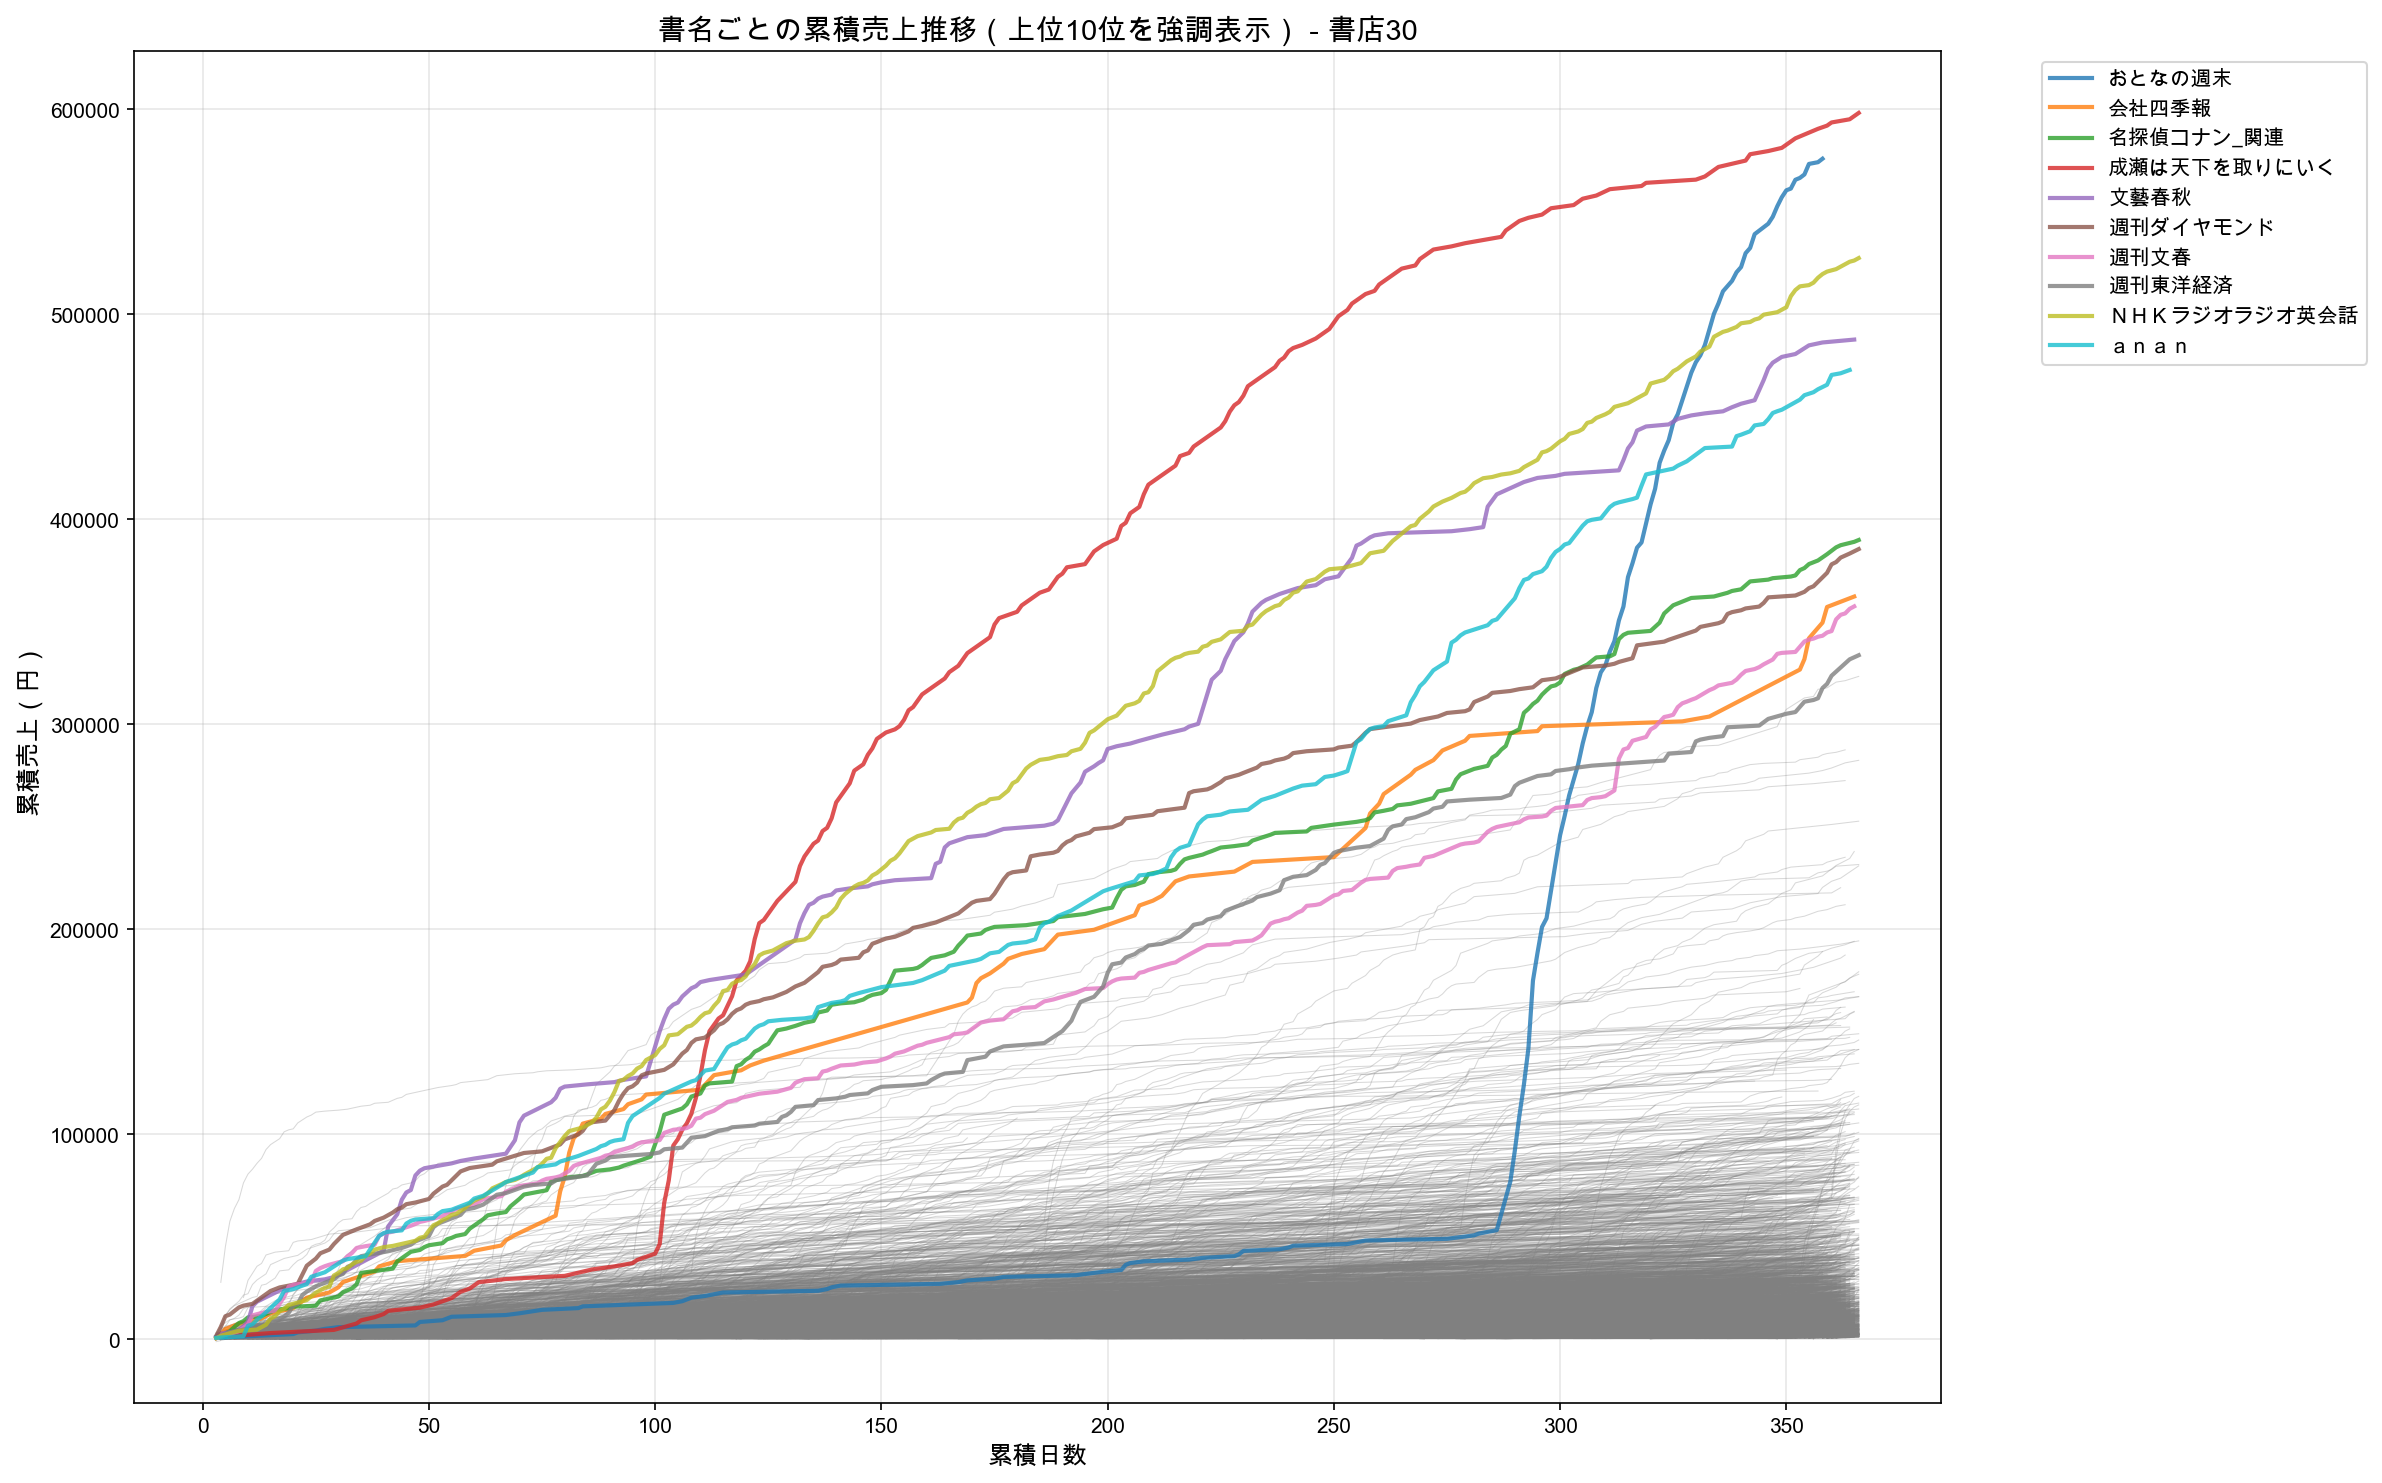 書名ごとの累積売上推移（上位10位を強調表示） - 書店30
600000
500000
400000
300000
200000
100000
0
累積売上（円）
0 50 100 150 200 250 300 350
累積日数
おとなの週末
会社四季報
名探偵コナン_関連
成瀬は天下を取りにいく
文藝春秋
週刊ダイヤモンド
週刊文春
週刊東洋経済
ＮＨＫラジオラジオ英会話
ａｎａｎ